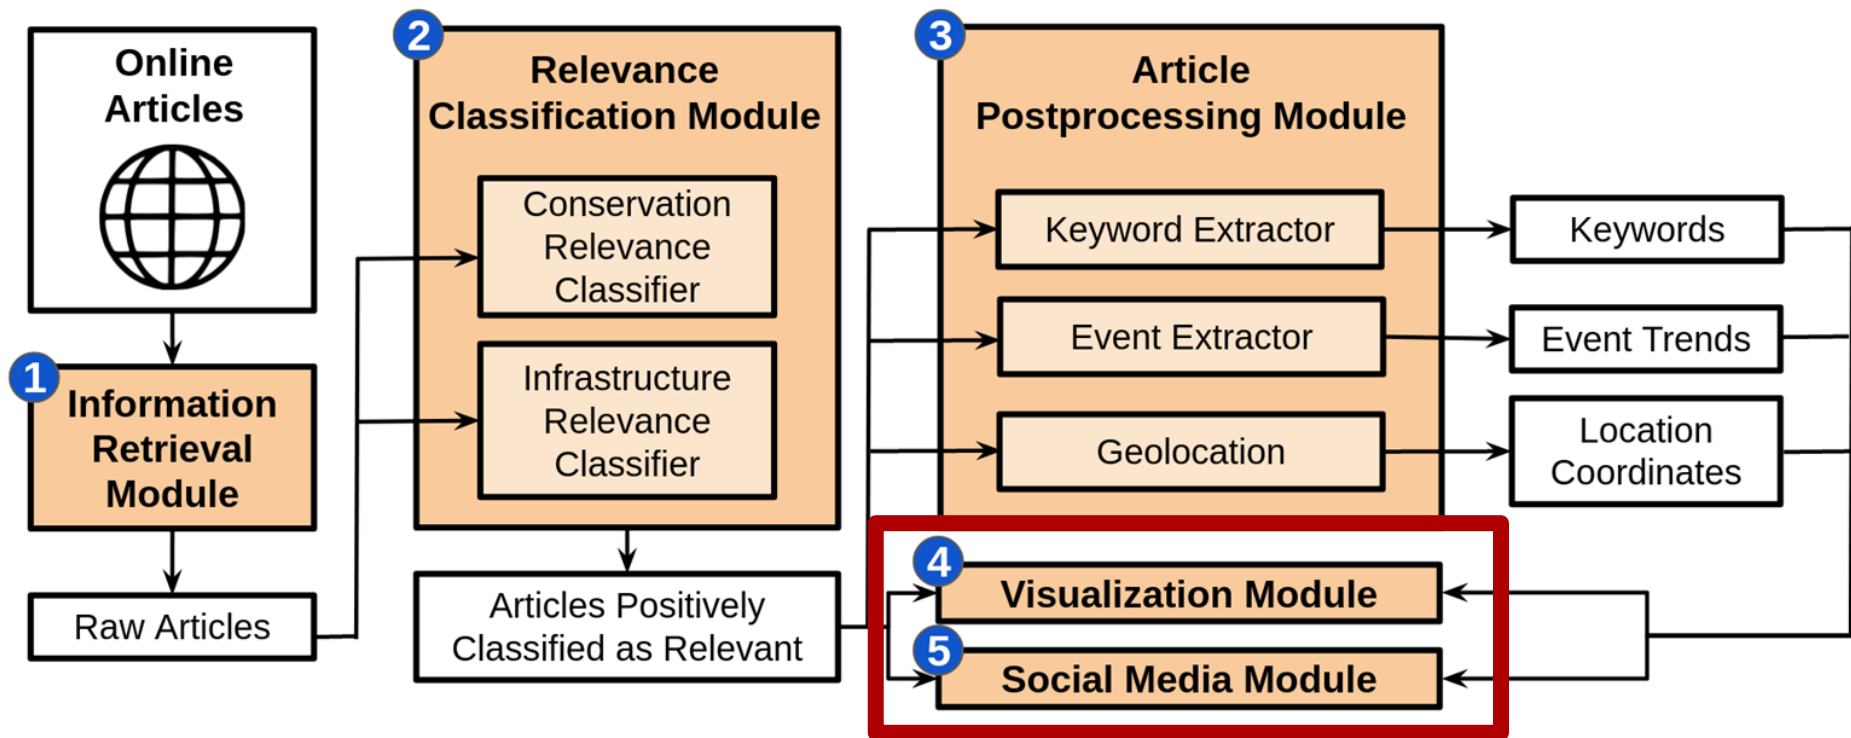 Online
Articles
1
Information
Retrieval
Module
Raw Articles
2
Relevance
Classification Module
Conservation
Relevance
Classifier
Infrastructure
Relevance
Classifier
Articles Positively
Classified as Relevant
3
Article
Postprocessing Module
Keyword Extractor
Event Extractor
Geolocation
Keywords
Event Trends
Location
Coordinates
4
Visualization Module
5
Social Media Module